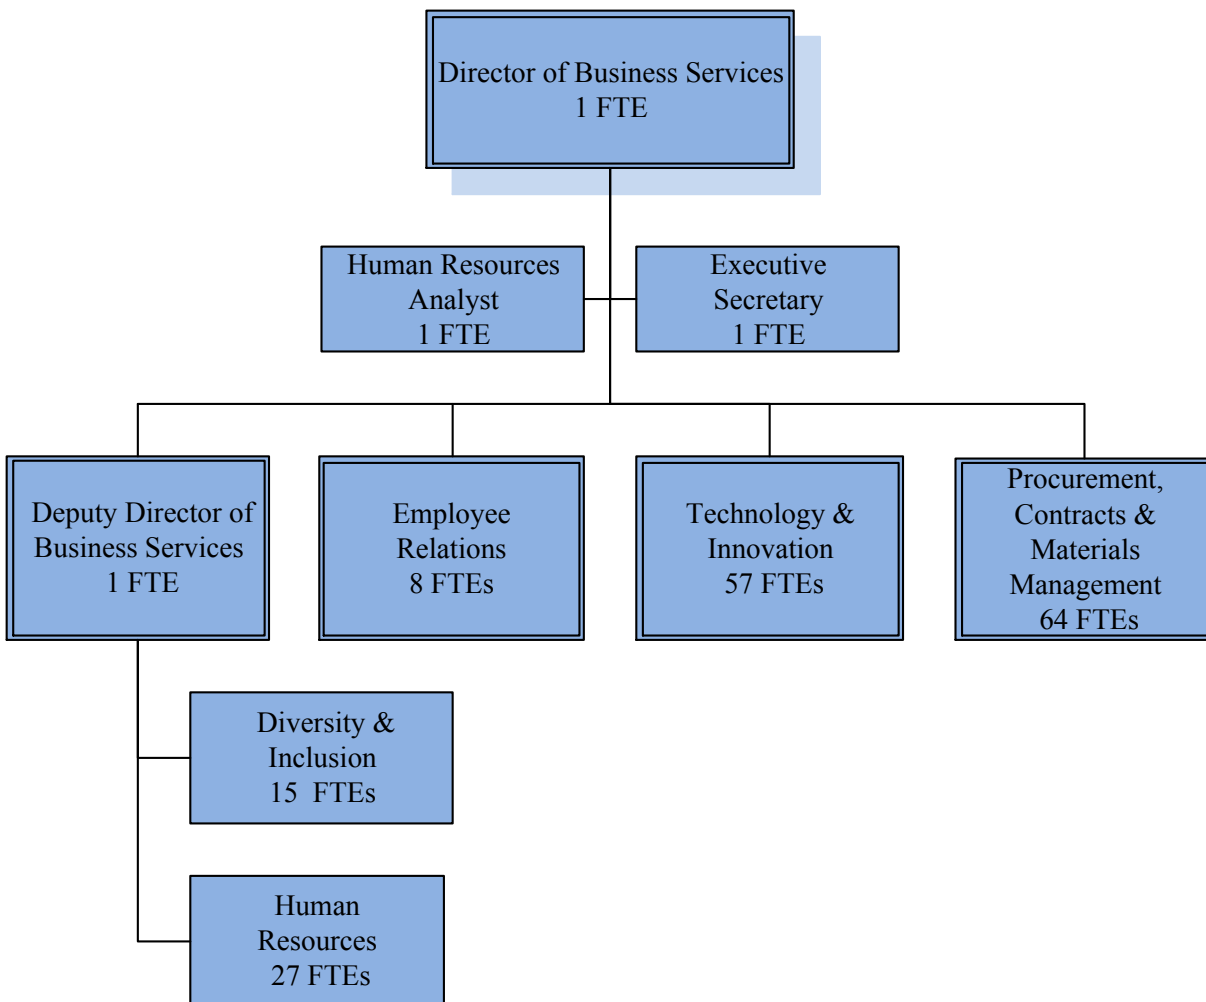 Director of Business Services
1 FTE
Human Resources
Analyst
1 FTE
Executive
Secretary
1 FTE
Deputy Director of
Business Services
1 FTE
Employee
Relations
8 FTEs
Technology &
Innovation
57 FTEs
Procurement,
Contracts &
Materials
Management
64 FTEs
Diversity &
Inclusion
15  FTEs
Human
Resources
27 FTEs